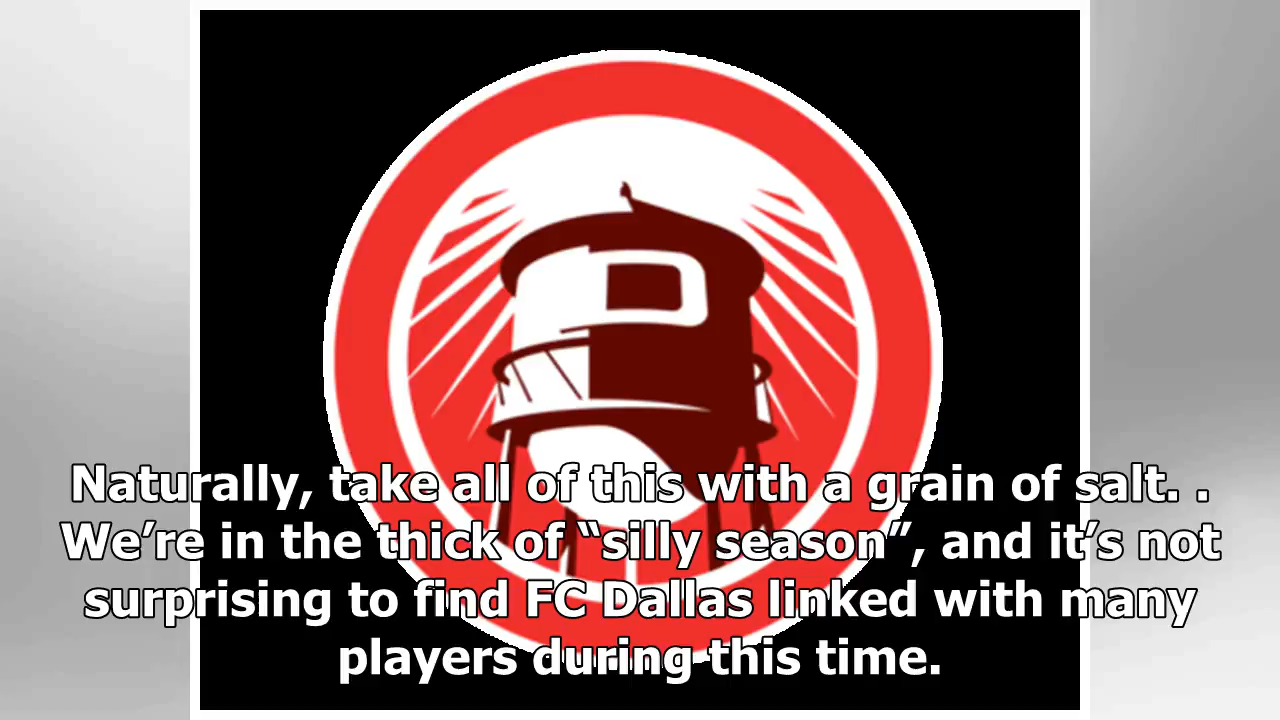 Naturally, take all of this with a grain of salt. .
We’re in the thick of “silly season”, and it’s not
surprising to find FC Dallas linked with many
players during this time.